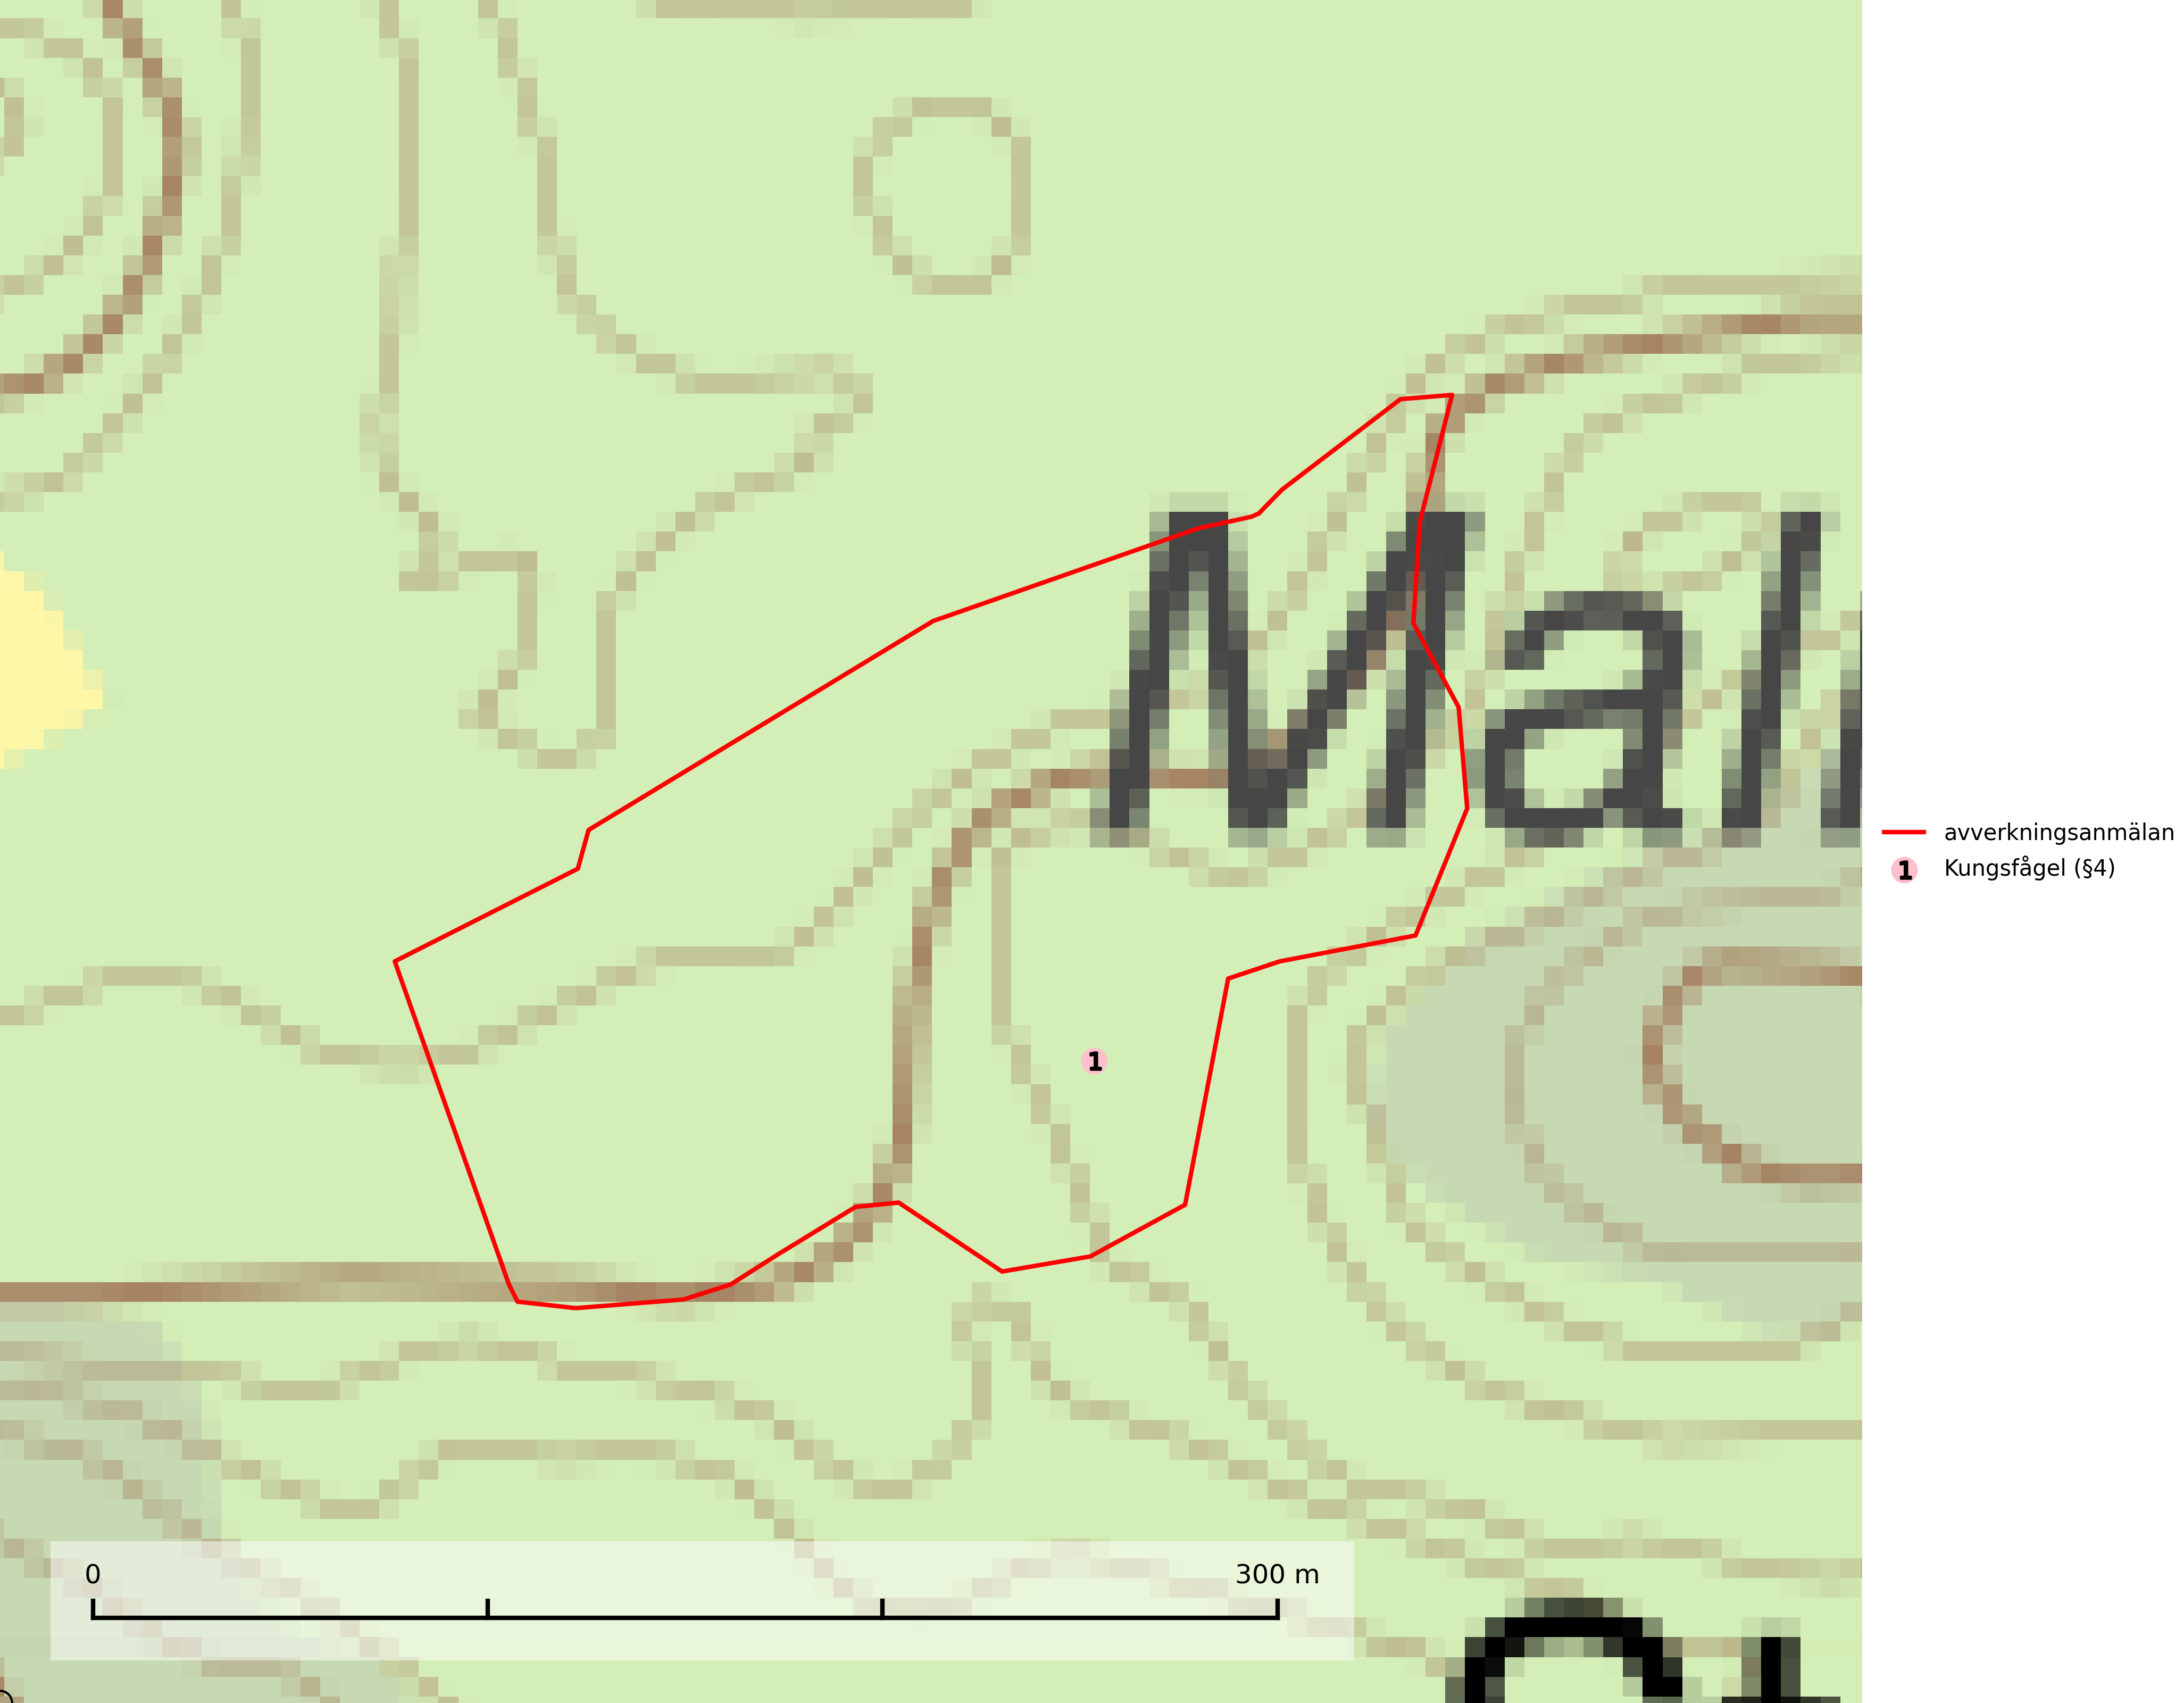 Mal
avverkningsanmälan
1 Kungsfågel (§4)
1
0 300 m